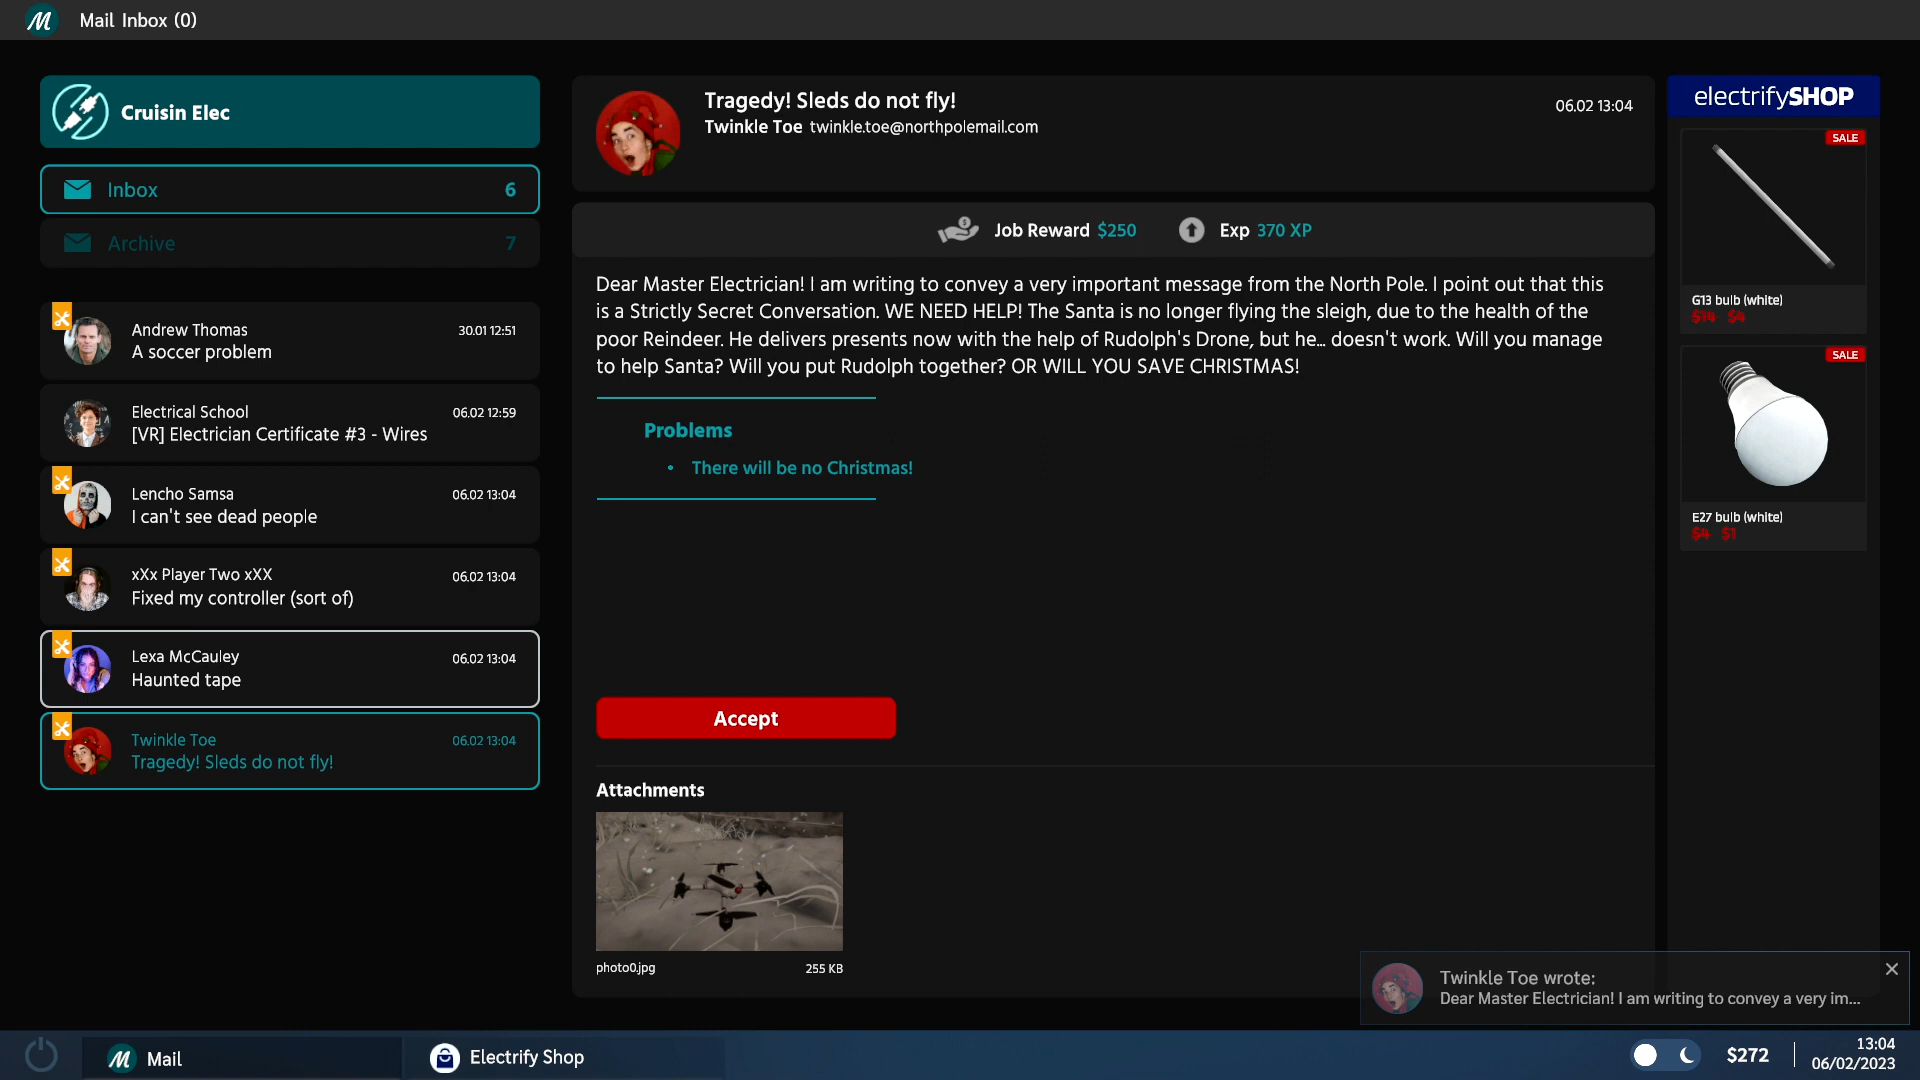 Mail Inbox (0)
Cruisin Elec
Inbox 6
Archive 7
Andrew Thomas 30.01 12:51
A soccer problem
Electrical School 06.02 12:59
[VR] Electrician Certificate #3 - Wires
Lencho Samsa 06.02 13:04
I can't see dead people
xXx Player Two xXX 06.02 13:04
Fixed my controller (sort of)
Lexa McCauley 06.02 13:04
Haunted tape
Twinkle Toe 06.02 13:04
Tragedy! Sleds do not fly!
Tragedy! Sleds do not fly! 06.02 13:04
Twinkle Toe twinkle.toe@northpolemail.com
Job Reward $250 Exp 370 XP
Dear Master Electrician! I am writing to convey a very important message from the North Pole. I point out that this
is a Strictly Secret Conversation. WE NEED HELP! The Santa is no longer flying the sleigh, due to the health of the
poor Reindeer. He delivers presents now with the help of Rudolph's Drone, but he... doesn't work. Will you manage
to help Santa? Will you put Rudolph together? OR WILL YOU SAVE CHRISTMAS!
Problems
• There will be no Christmas!
Accept
Attachments
photo0.jpg 255 KB
electrifySHOP
SALE
G13 bulb (white)
$14 $4
SALE
E27 bulb (white)
$4 $1
Twinkle Toe wrote:
Dear Master Electrician! I am writing to convey a very im...
Mail
Electrify Shop
$272
13:04
06/02/2023